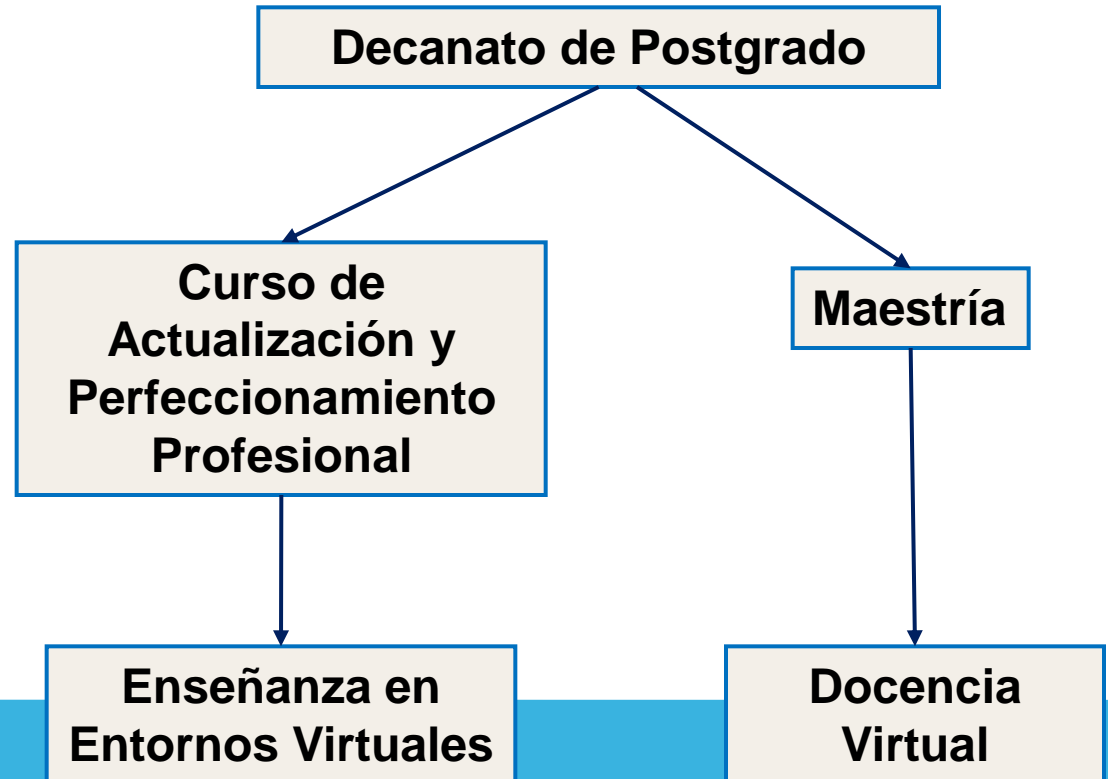 Decanato de Postgrado
Curso de
Actualización y
Perfeccionamiento
Profesional
Maestría
Enseñanza en
Entornos Virtuales
Docencia
Virtual